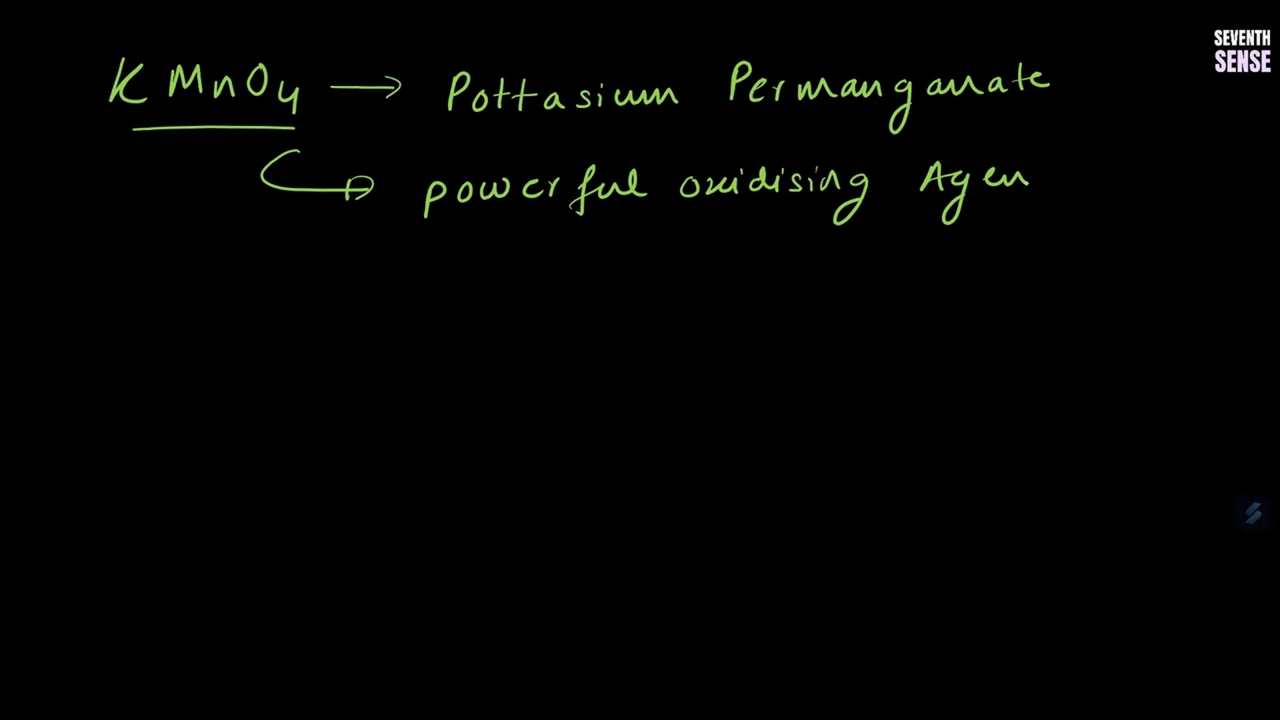 KMnO4 → Pottasium Permanganate
powerful oxidising Agen
SEVENTH
SENSE